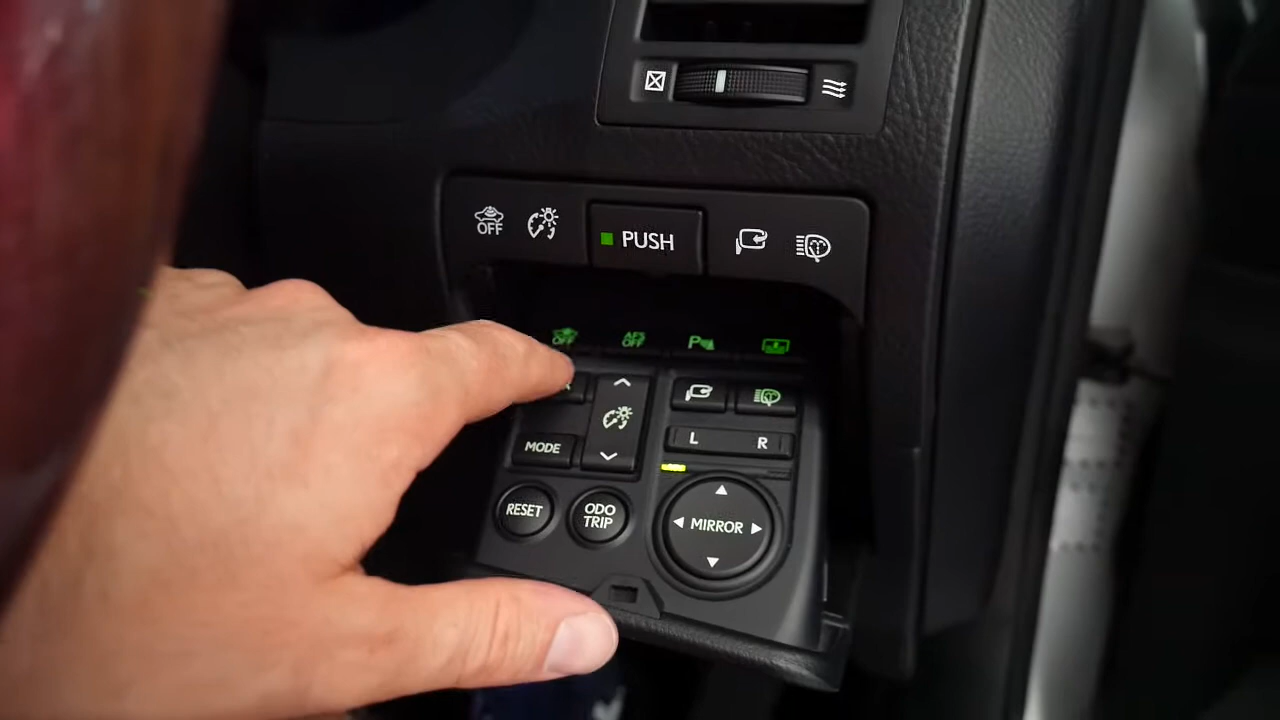 OFF
PUSH
OFF
AFS
OFF
P
L
R
MODE
RESET
ODO
TRIP
MIRROR